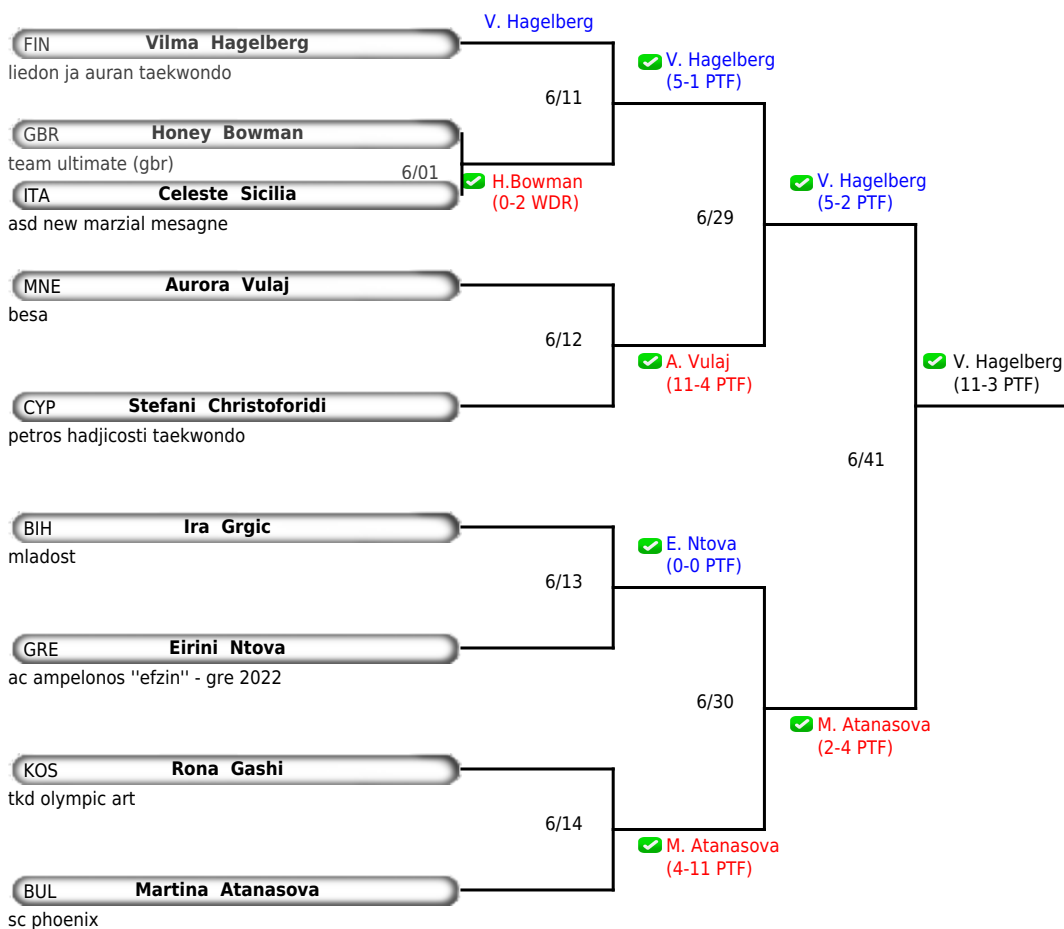 V. Hagelberg
FIN Vilma Hagelberg
liedon ja auran taekwondo
V. Hagelberg
(5-1 PTF)
6/11
GBR Honey Bowman
team ultimate (gbr)
6/01
H.Bowman
(0-2 WDR)
ITA Celeste Sicilia
asd new marzial mesagne
V. Hagelberg
(5-2 PTF)
6/29
MNE Aurora Vulaj
besa
6/12
A. Vulaj
(11-4 PTF)
V. Hagelberg
(11-3 PTF)
CYP Stefani Christoforidi
petros hadjicosti taekwondo
6/41
BIH Ira Grgic
mladost
E. Ntova
(0-0 PTF)
6/13
GRE Eirini Ntova
ac ampelonos ''efzin'' - gre 2022
6/30
M. Atanasova
(2-4 PTF)
KOS Rona Gashi
tkd olympic art
6/14
M. Atanasova
(4-11 PTF)
BUL Martina Atanasova
sc phoenix